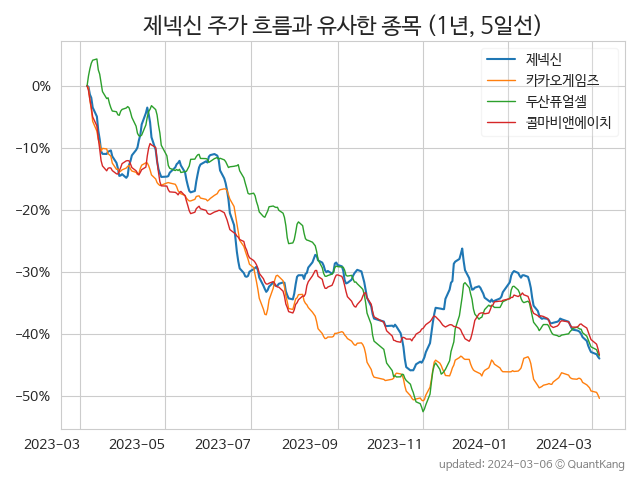 제넥신 주가 흐름과 유사한 종목 (1년, 5일선)
제넥신
카카오게임즈
두산퓨얼셀
콜마비앤에이치
0%
−10%
−20%
−30%
−40%
−50%
2023-03 2023-05 2023-07 2023-09 2023-11 2024-01 2024-03
updated: 2024-03-06 © QuantKang